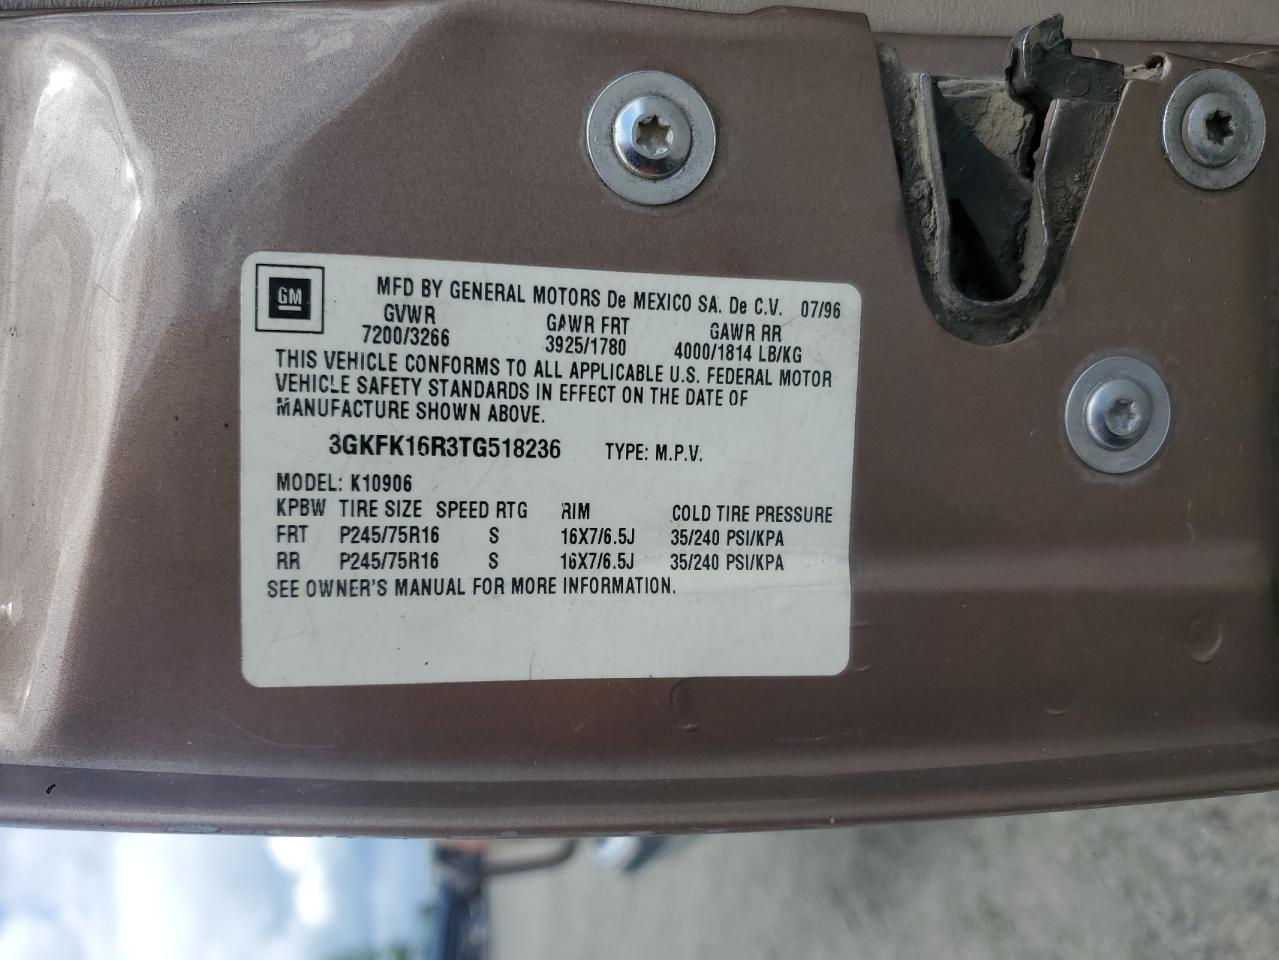 GM
MFD BY GENERAL MOTORS De MEXICO SA. De C.V. 07/96
GVWR GAWR FRT GAWR RR
7200/3266 3925/1780 4000/1814 LB/KG
THIS VEHICLE CONFORMS TO ALL APPLICABLE U.S. FEDERAL MOTOR
VEHICLE SAFETY STANDARDS IN EFFECT ON THE DATE OF
MANUFACTURE SHOWN ABOVE.
3GKFK16R3TG518236 TYPE: M.P.V.
MODEL: K10906
KPBW TIRE SIZE SPEED RTG RIM COLD TIRE PRESSURE
FRT P245/75R16 S 16X7/6.5J 35/240 PSI/KPA
RR P245/75R16 S 16X7/6.5J 35/240 PSI/KPA
SEE OWNER'S MANUAL FOR MORE INFORMATION.